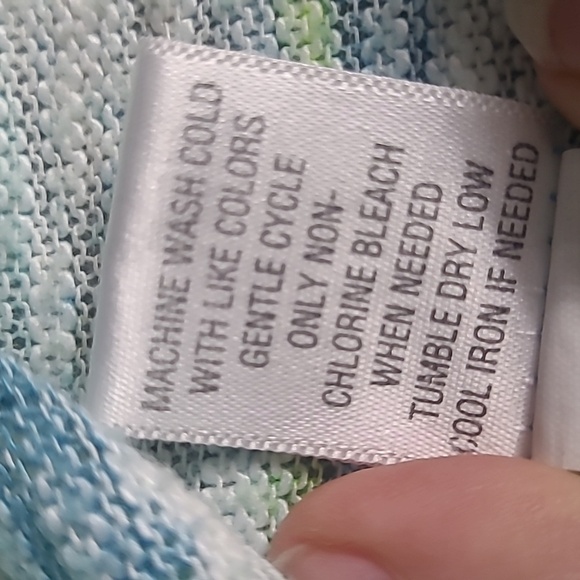 MACHINE WASH COLD
WITH LIKE COLORS
GENTLE CYCLE
ONLY NON-
CHLORINE BLEACH
WHEN NEEDED
TUMBLE DRY LOW
COOL IRON IF NEEDED